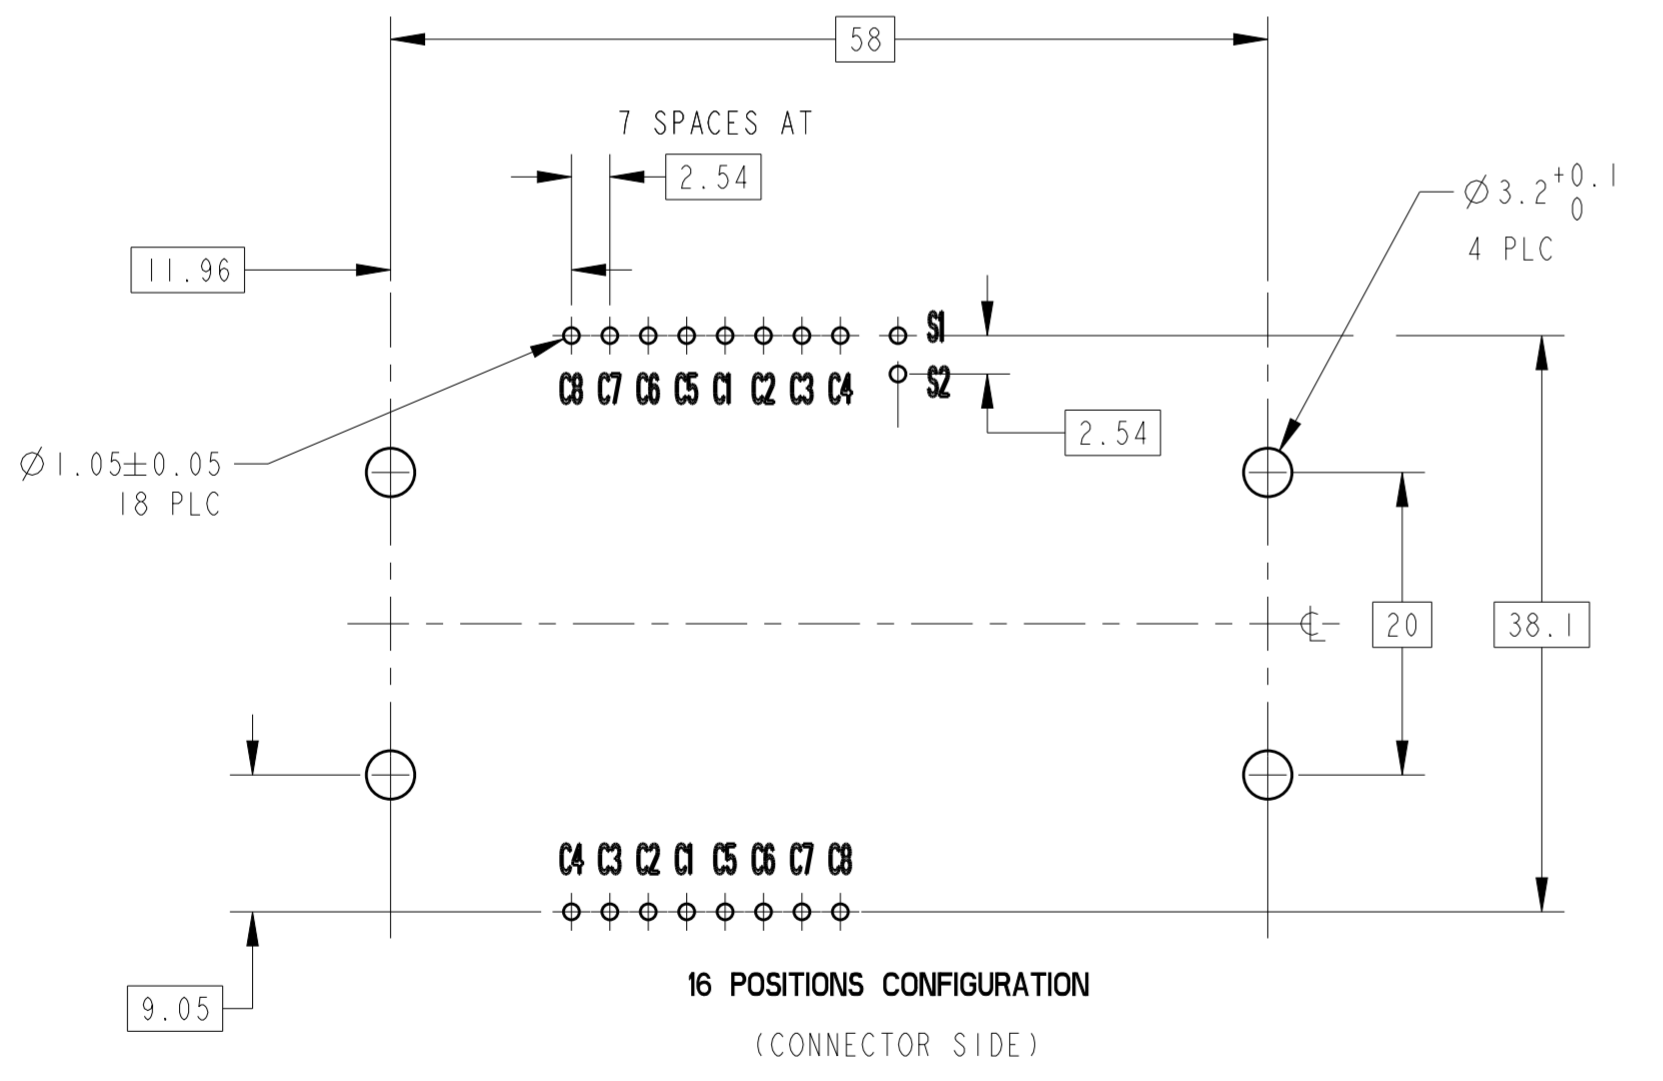 58
7 SPACES AT
2.54
Ø3.2 +0.1 0
4 PLC
11.96
S1
C8 C7 C6 C5 C1 C2 C3 C4
S2
2.54
Ø1.05±0.05
18 PLC
℄
20
38.1
C4 C3 C2 C1 C5 C6 C7 C8
9.05
16 POSITIONS CONFIGURATION
(CONNECTOR SIDE)